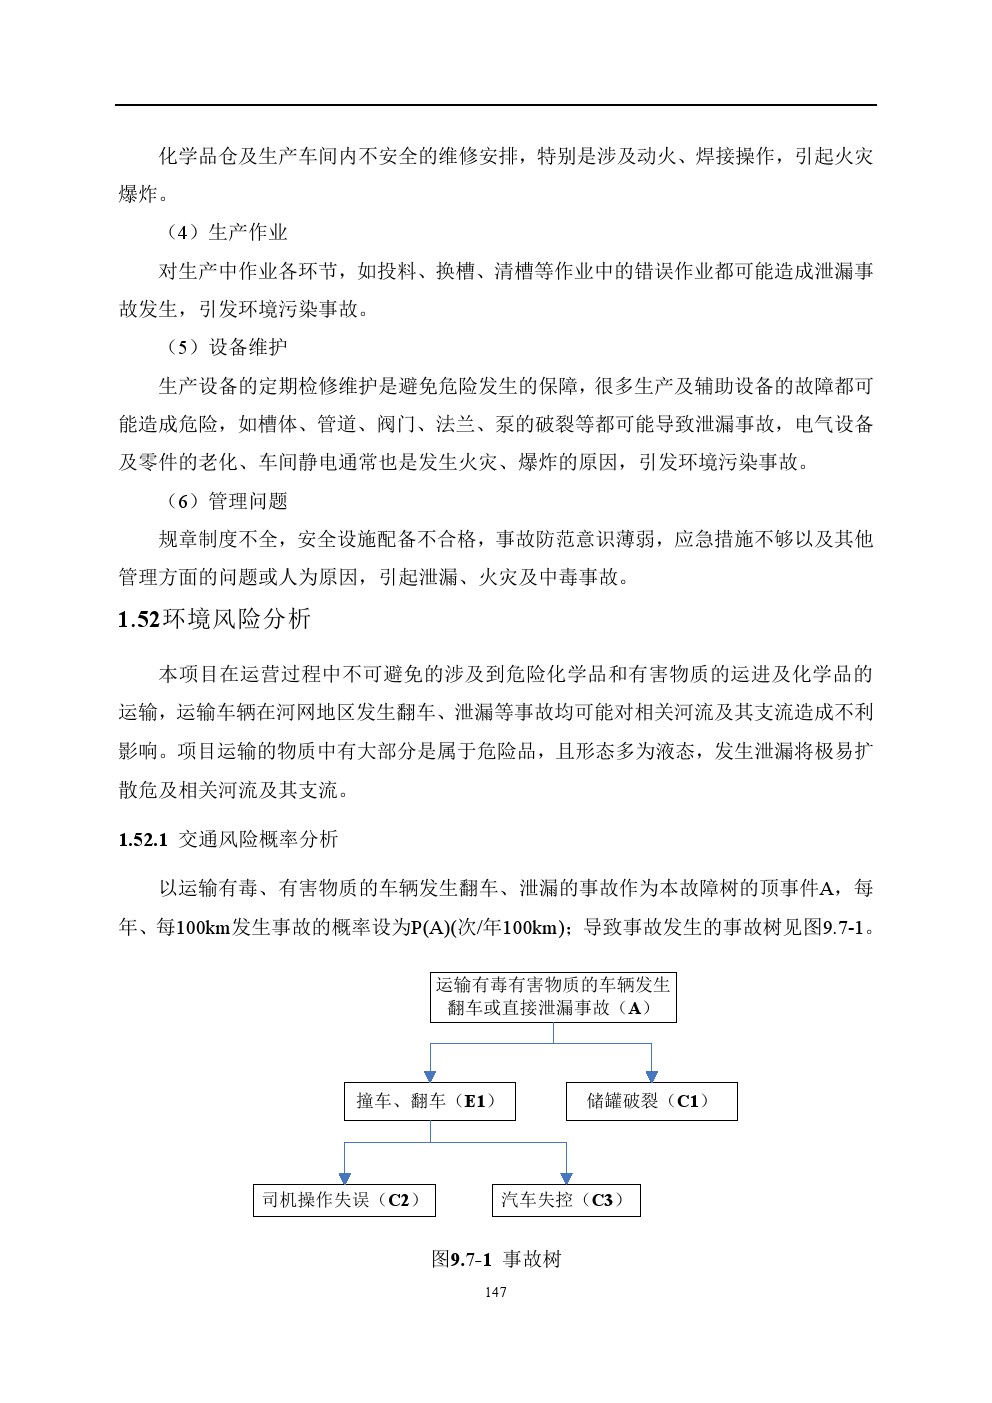 化学品仓及生产车间内不安全的维修安排，特别是涉及动火、焊接操作，引起火灾
爆炸。
（4）生产作业
对生产中作业各环节，如投料、换槽、清槽等作业中的错误作业都可能造成泄漏事
故发生，引发环境污染事故。
（5）设备维护
生产设备的定期检修维护是避免危险发生的保障，很多生产及辅助设备的故障都可
能造成危险，如槽体、管道、阀门、法兰、泵的破裂等都可能导致泄漏事故，电气设备
及零件的老化、车间静电通常也是发生火灾、爆炸的原因，引发环境污染事故。
（6）管理问题
规章制度不全，安全设施配备不合格，事故防范意识薄弱，应急措施不够以及其他
管理方面的问题或人为原因，引起泄漏、火灾及中毒事故。
1.52环境风险分析
本项目在运营过程中不可避免的涉及到危险化学品和有害物质的运进及化学品的
运输，运输车辆在河网地区发生翻车、泄漏等事故均可能对相关河流及其支流造成不利
影响。项目运输的物质中有大部分是属于危险品，且形态多为液态，发生泄漏将极易扩
散危及相关河流及其支流。
1.52.1 交通风险概率分析
以运输有毒、有害物质的车辆发生翻车、泄漏的事故作为本故障树的顶事件A，每
年、每100km发生事故的概率设为P(A)(次/年100km)；导致事故发生的事故树见图9.7-1。
运输有毒有害物质的车辆发生
翻车或直接泄漏事故（A）
撞车、翻车（E1）
储罐破裂（C1）
司机操作失误（C2）
汽车失控（C3）
图9.7-1 事故树
147